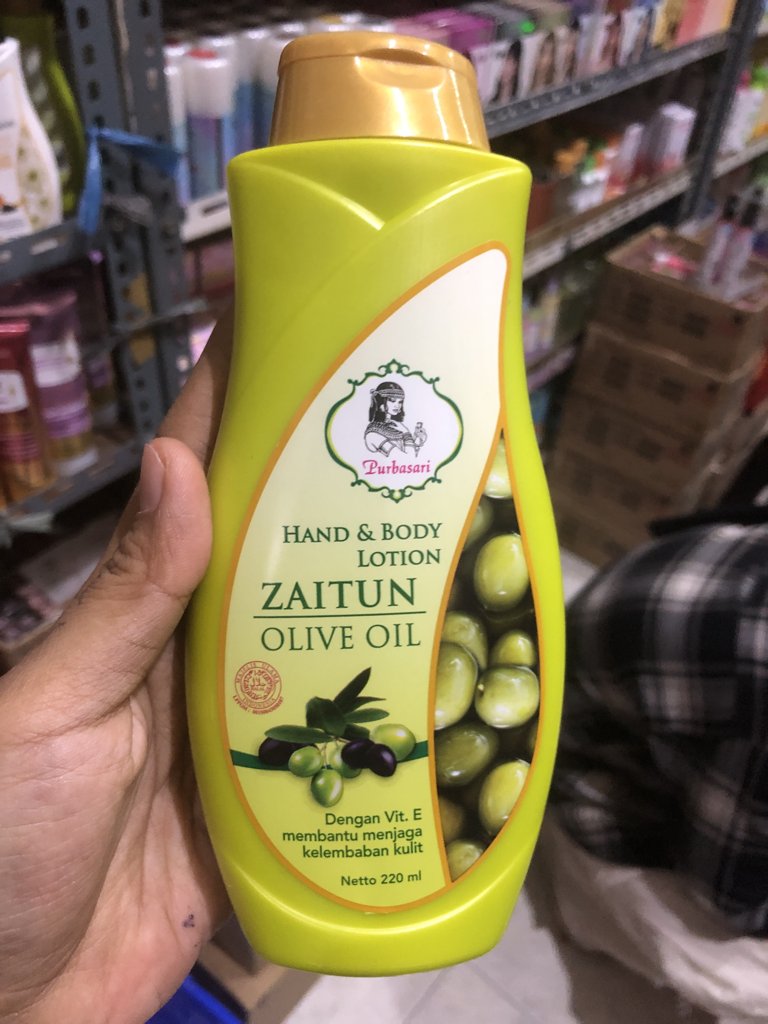 Purbasari
HAND & BODY
LOTION
ZAITUN
OLIVE OIL
Dengan Vit. E
membantu menjaga
kelembaban kulit
Netto 220 ml